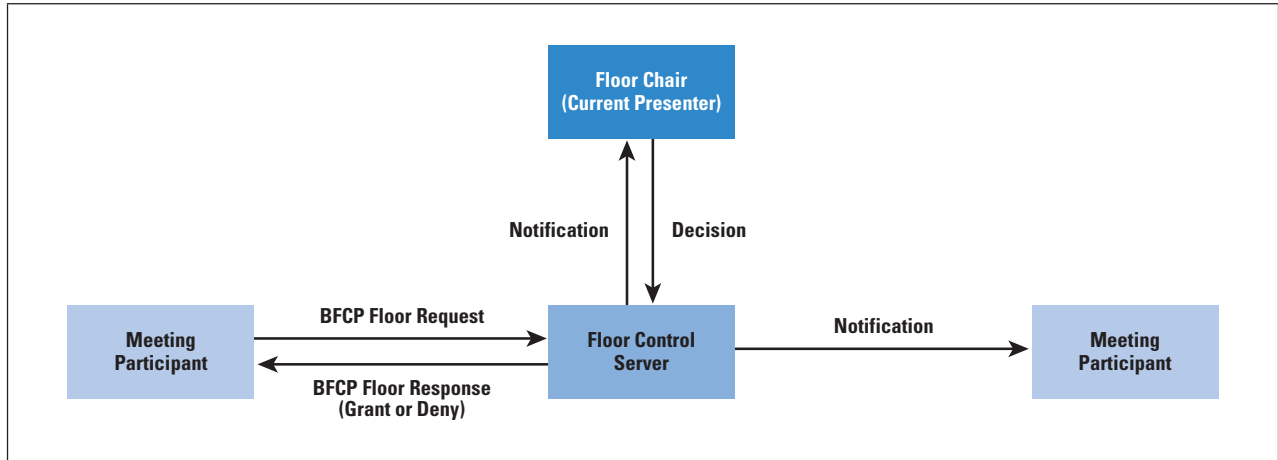 Floor Chair
(Current Presenter)
Notification
Decision
BFCP Floor Request
Meeting
Participant
Floor Control
Server
Notification
Meeting
Participant
BFCP Floor Response
(Grant or Deny)